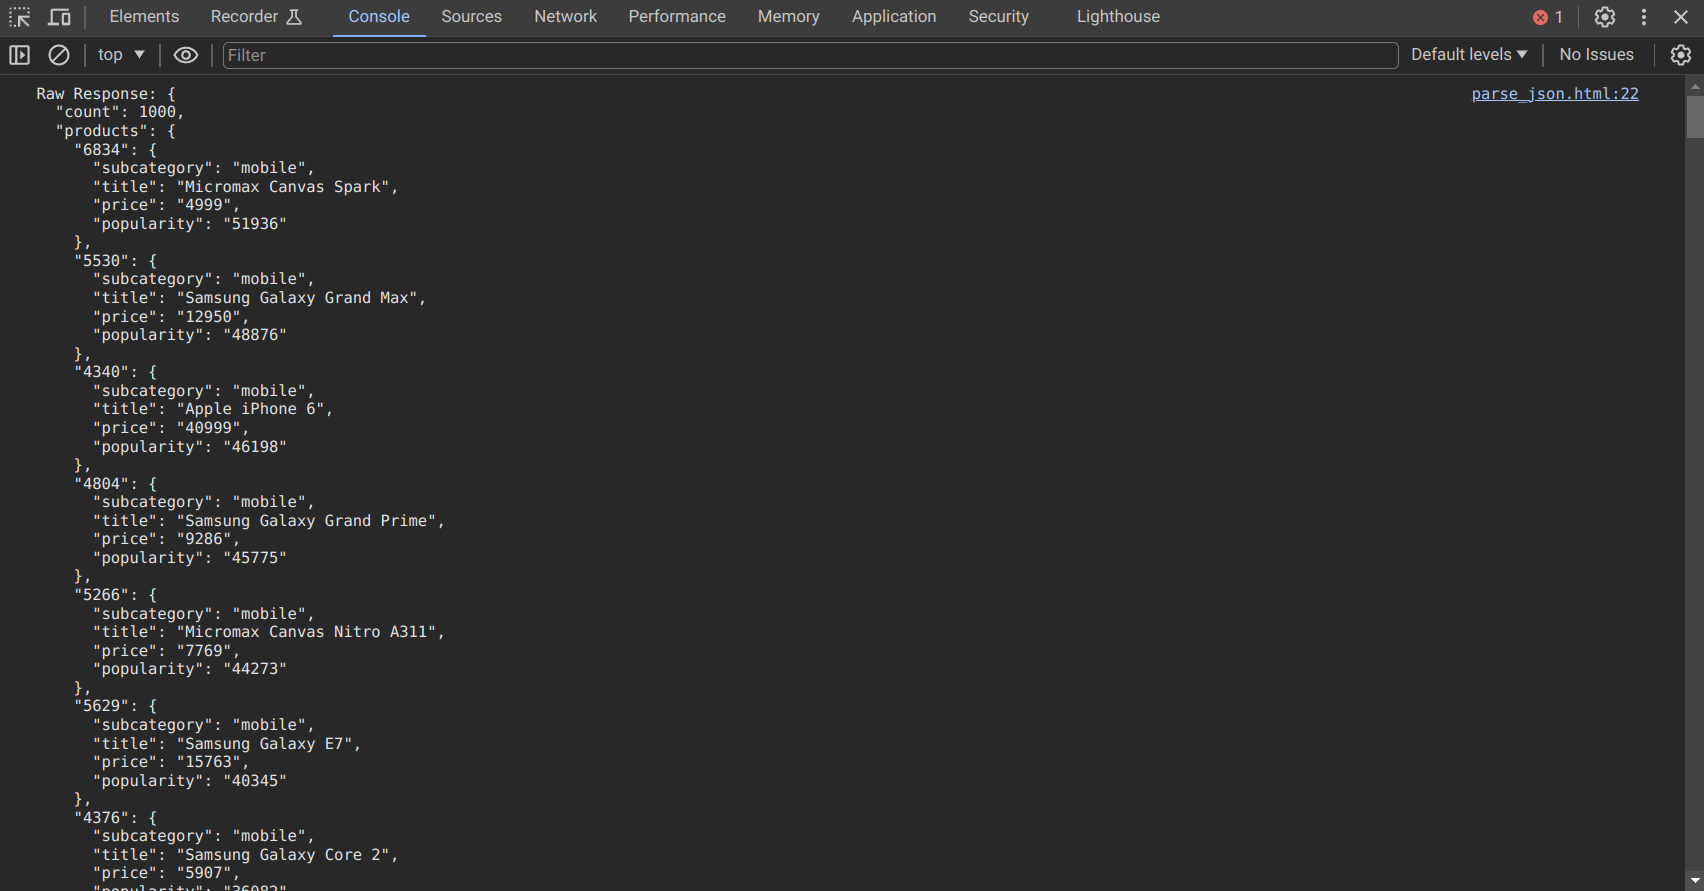 Elements Recorder Console Sources Network Performance Memory Application Security Lighthouse 1
top Filter Default levels No Issues
Raw Response: { parse_json.html:22
"count": 1000,
"products": {
"6834": {
"subcategory": "mobile",
"title": "Micromax Canvas Spark",
"price": "4999",
"popularity": "51936"
},
"5530": {
"subcategory": "mobile",
"title": "Samsung Galaxy Grand Max",
"price": "12950",
"popularity": "48876"
},
"4340": {
"subcategory": "mobile",
"title": "Apple iPhone 6",
"price": "40999",
"popularity": "46198"
},
"4804": {
"subcategory": "mobile",
"title": "Samsung Galaxy Grand Prime",
"price": "9286",
"popularity": "45775"
},
"5266": {
"subcategory": "mobile",
"title": "Micromax Canvas Nitro A311",
"price": "7769",
"popularity": "44273"
},
"5629": {
"subcategory": "mobile",
"title": "Samsung Galaxy E7",
"price": "15763",
"popularity": "40345"
},
"4376": {
"subcategory": "mobile",
"title": "Samsung Galaxy Core 2",
"price": "5907",
"popularity": "36082"